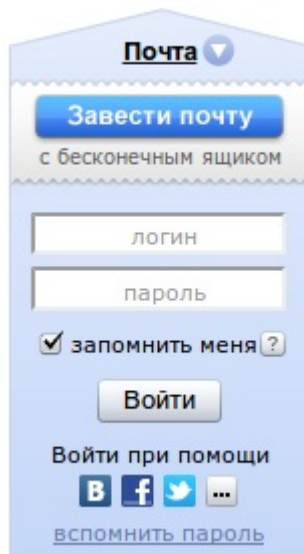 Почта
Завести почту
с бесконечным ящиком
логин
пароль
запомнить меня ?
Войти
Войти при помощи
В f ...
вспомнить пароль